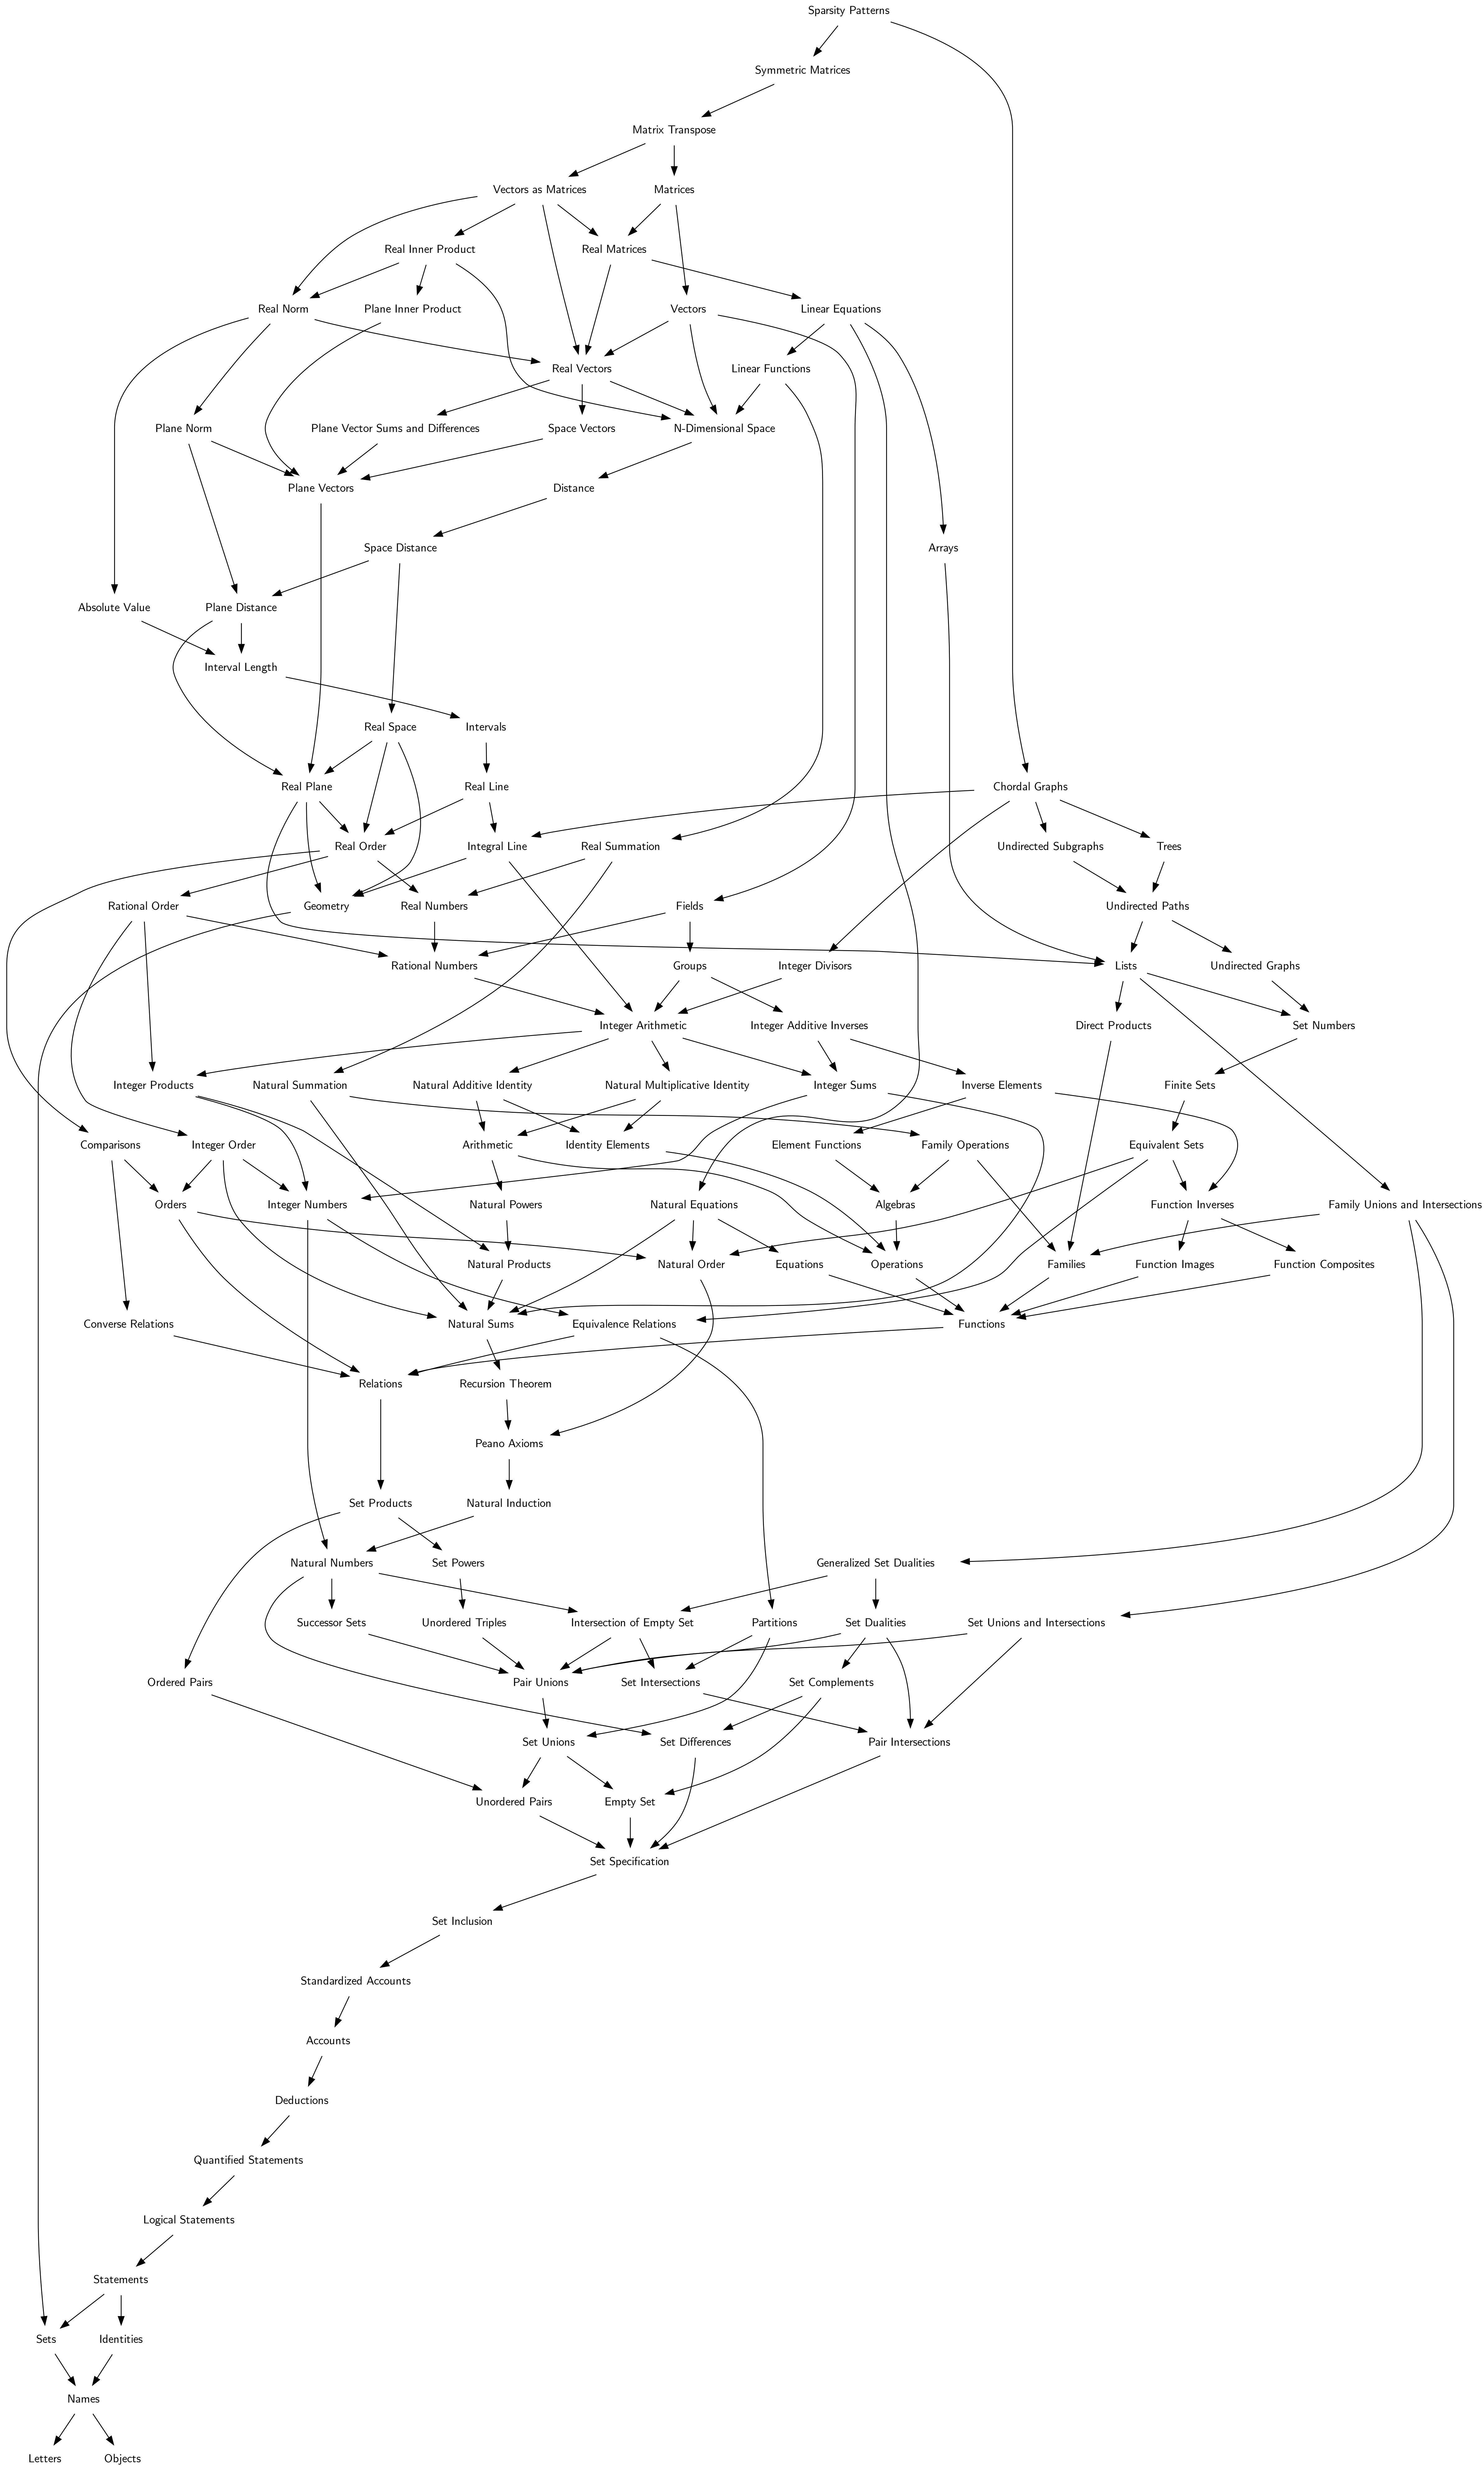 Sparsity Patterns
Symmetric Matrices
Matrix Transpose
Vectors as Matrices
Matrices
Real Inner Product
Real Matrices
Real Norm
Plane Inner Product
Vectors
Linear Equations
Real Vectors
Linear Functions
Plane Norm
Plane Vector Sums and Differences
Space Vectors
N-Dimensional Space
Plane Vectors
Distance
Space Distance
Arrays
Absolute Value
Plane Distance
Interval Length
Real Space
Intervals
Real Plane
Real Line
Chordal Graphs
Real Order
Integral Line
Real Summation
Undirected Subgraphs
Trees
Rational Order
Geometry
Real Numbers
Fields
Undirected Paths
Rational Numbers
Groups
Integer Divisors
Lists
Undirected Graphs
Integer Arithmetic
Integer Additive Inverses
Direct Products
Set Numbers
Integer Products
Natural Summation
Natural Additive Identity
Natural Multiplicative Identity
Integer Sums
Inverse Elements
Finite Sets
Comparisons
Integer Order
Arithmetic
Identity Elements
Element Functions
Family Operations
Equivalent Sets
Orders
Integer Numbers
Natural Powers
Natural Equations
Algebras
Function Inverses
Family Unions and Intersections
Natural Products
Natural Order
Equations
Operations
Families
Function Images
Function Composites
Converse Relations
Natural Sums
Equivalence Relations
Functions
Relations
Recursion Theorem
Peano Axioms
Set Products
Natural Induction
Natural Numbers
Set Powers
Generalized Set Dualities
Successor Sets
Unordered Triples
Intersection of Empty Set
Partitions
Set Dualities
Set Unions and Intersections
Ordered Pairs
Pair Unions
Set Intersections
Set Complements
Set Unions
Set Differences
Pair Intersections
Unordered Pairs
Empty Set
Set Specification
Set Inclusion
Standardized Accounts
Accounts
Deductions
Quantified Statements
Logical Statements
Statements
Sets
Identities
Names
Letters
Objects